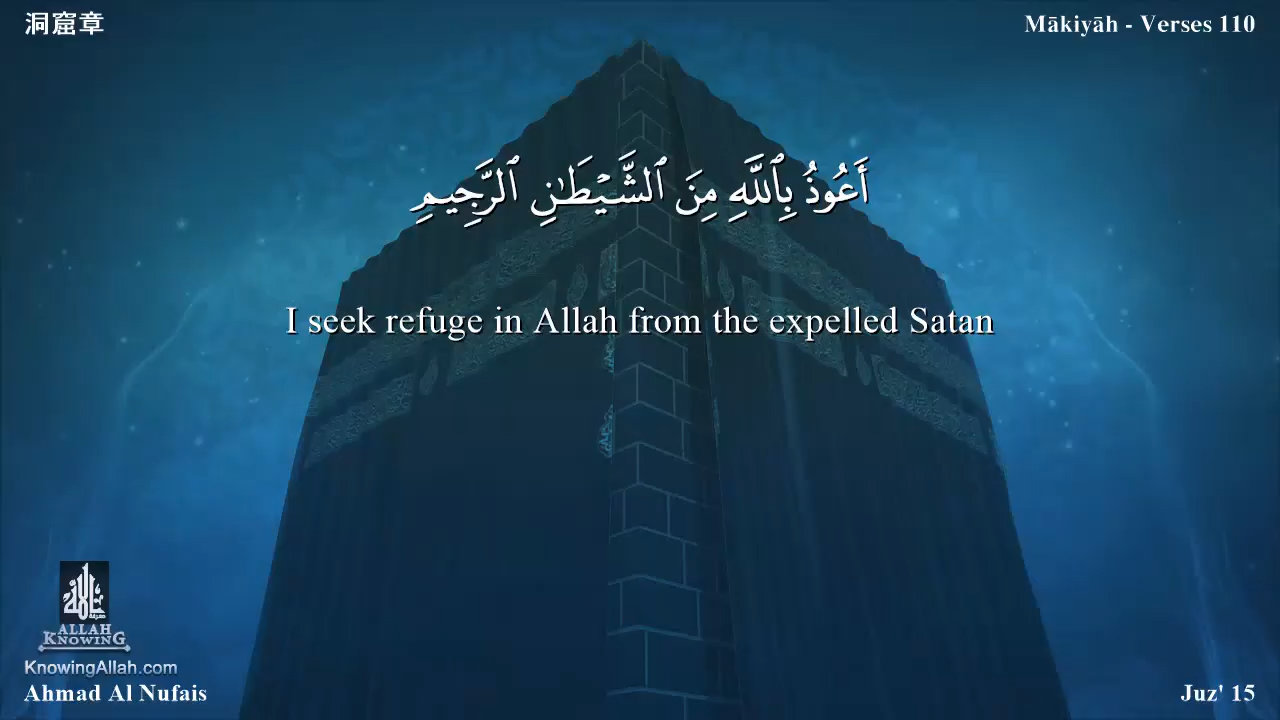 洞窟章
Mākiyāh - Verses 110
أَعُوذُ بِٱللَّهِ مِنَ ٱلشَّيْطَٰنِ ٱلرَّجِيمِ
I seek refuge in Allah from the expelled Satan
ALLAH
KNOWING
KnowingAllah.com
Ahmad Al Nufais
Juz' 15